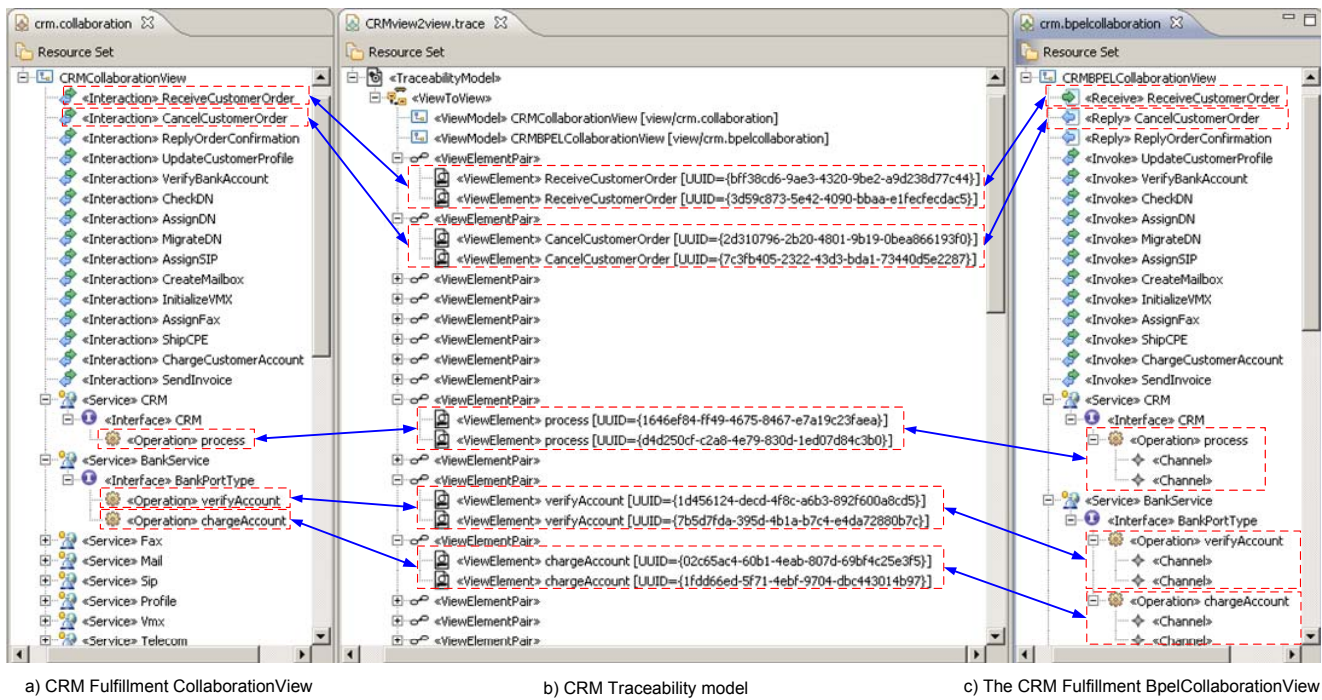 crm.collaboration
Resource Set
CRMCollaborationView
«Interaction» ReceiveCustomerOrder
«Interaction» CancelCustomerOrder
«Interaction» ReplyOrderConfirmation
«Interaction» UpdateCustomerProfile
«Interaction» VerifyBankAccount
«Interaction» CheckDN
«Interaction» AssignDN
«Interaction» MigrateDN
«Interaction» AssignSIP
«Interaction» CreateMailbox
«Interaction» InitializeVMX
«Interaction» AssignFax
«Interaction» ShipCPE
«Interaction» ChargeCustomerAccount
«Interaction» SendInvoice
«Service» CRM
«Interface» CRM
«Operation» process
«Service» BankService
«Interface» BankPortType
«Operation» verifyAccount
«Operation» chargeAccount
«Service» Fax
«Service» Mail
«Service» Sip
«Service» Profile
«Service» Vmx
«Service» Telecom
a) CRM Fulfillment CollaborationView
CRMview2view.trace
Resource Set
«TraceabilityModel»
«ViewToView»
«ViewModel» CRMCollaborationView [view/crm.collaboration]
«ViewModel» CRMBPELCollaborationView [view/crm.bpelcollaboration]
«ViewElementPair»
«ViewElement» ReceiveCustomerOrder [UUID={bff38cd6-9ae3-4320-9be2-a9d238d77c44}]
«ViewElement» ReceiveCustomerOrder [UUID={3d59c873-5e42-4090-bbaa-e1fecfecdac5}]
«ViewElementPair»
«ViewElement» CancelCustomerOrder [UUID={2d310796-2b20-4801-9b19-0bea866193f0}]
«ViewElement» CancelCustomerOrder [UUID={7c3fb405-2322-43d3-bda1-73440d5e2287}]
«ViewElementPair»
«ViewElementPair»
«ViewElementPair»
«ViewElementPair»
«ViewElementPair»
«ViewElementPair»
«ViewElementPair»
«ViewElement» process [UUID={1646ef84-ff49-4675-8467-e7a19c23faea}]
«ViewElement» process [UUID={d4d250cf-c2a8-4e79-830d-1ed07d84c3b0}]
«ViewElementPair»
«ViewElementPair»
«ViewElement» verifyAccount [UUID={1d456124-decd-4f8c-a6b3-892f600a8cd5}]
«ViewElement» verifyAccount [UUID={7b5d7fda-395d-4b1a-b7c4-e4da72880b7c}]
«ViewElementPair»
«ViewElement» chargeAccount [UUID={02c65ac4-60b1-4eab-807d-69bf4c25e3f5}]
«ViewElement» chargeAccount [UUID={1fdd66ed-5f71-4ebf-9704-dbc443014b97}]
«ViewElementPair»
«ViewElementPair»
«ViewElementPair»
b) CRM Traceability model
crm.bpelcollaboration
Resource Set
CRMBPELCollaborationView
«Receive» ReceiveCustomerOrder
«Reply» CancelCustomerOrder
«Reply» ReplyOrderConfirmation
«Invoke» UpdateCustomerProfile
«Invoke» VerifyBankAccount
«Invoke» CheckDN
«Invoke» AssignDN
«Invoke» MigrateDN
«Invoke» AssignSIP
«Invoke» CreateMailbox
«Invoke» InitializeVMX
«Invoke» AssignFax
«Invoke» ShipCPE
«Invoke» ChargeCustomerAccount
«Invoke» SendInvoice
«Service» CRM
«Interface» CRM
«Operation» process
«Channel»
«Channel»
«Service» BankService
«Interface» BankPortType
«Operation» verifyAccount
«Channel»
«Channel»
«Operation» chargeAccount
«Channel»
«Channel»
c) The CRM Fulfillment BpelCollaborationView